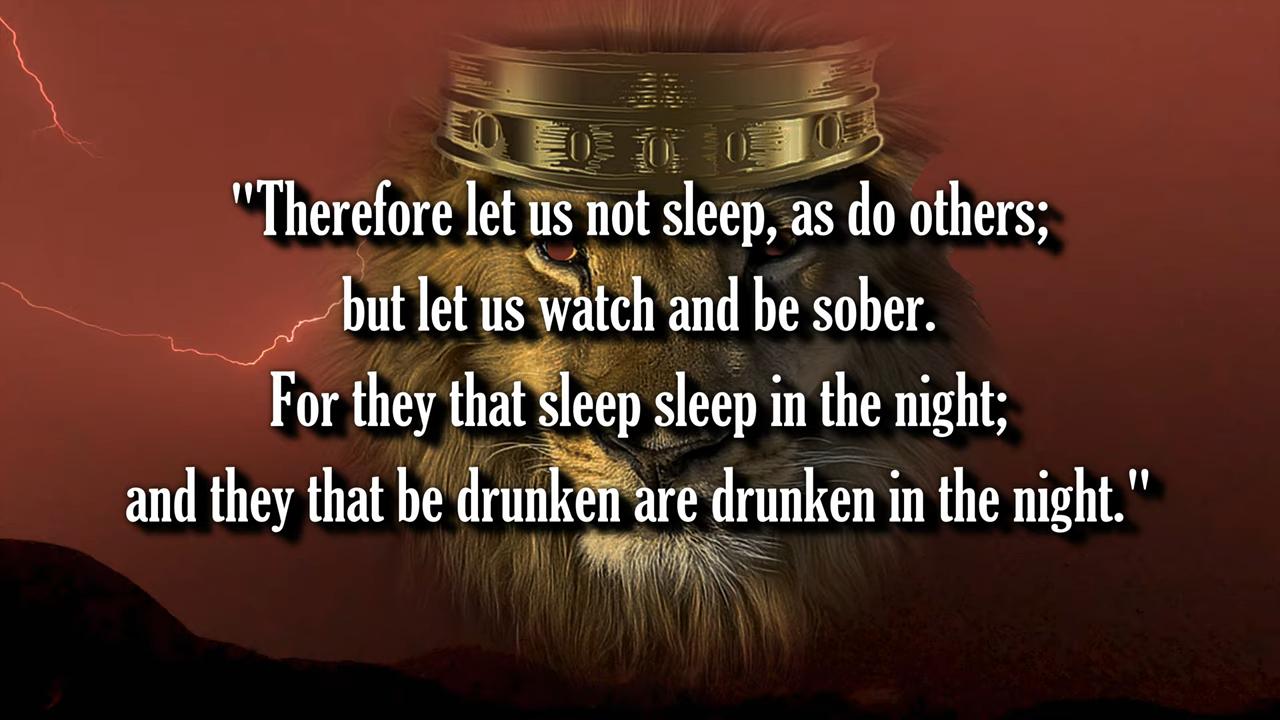 "Therefore let us not sleep, as do others;
but let us watch and be sober.
For they that sleep sleep in the night;
and they that be drunken are drunken in the night."